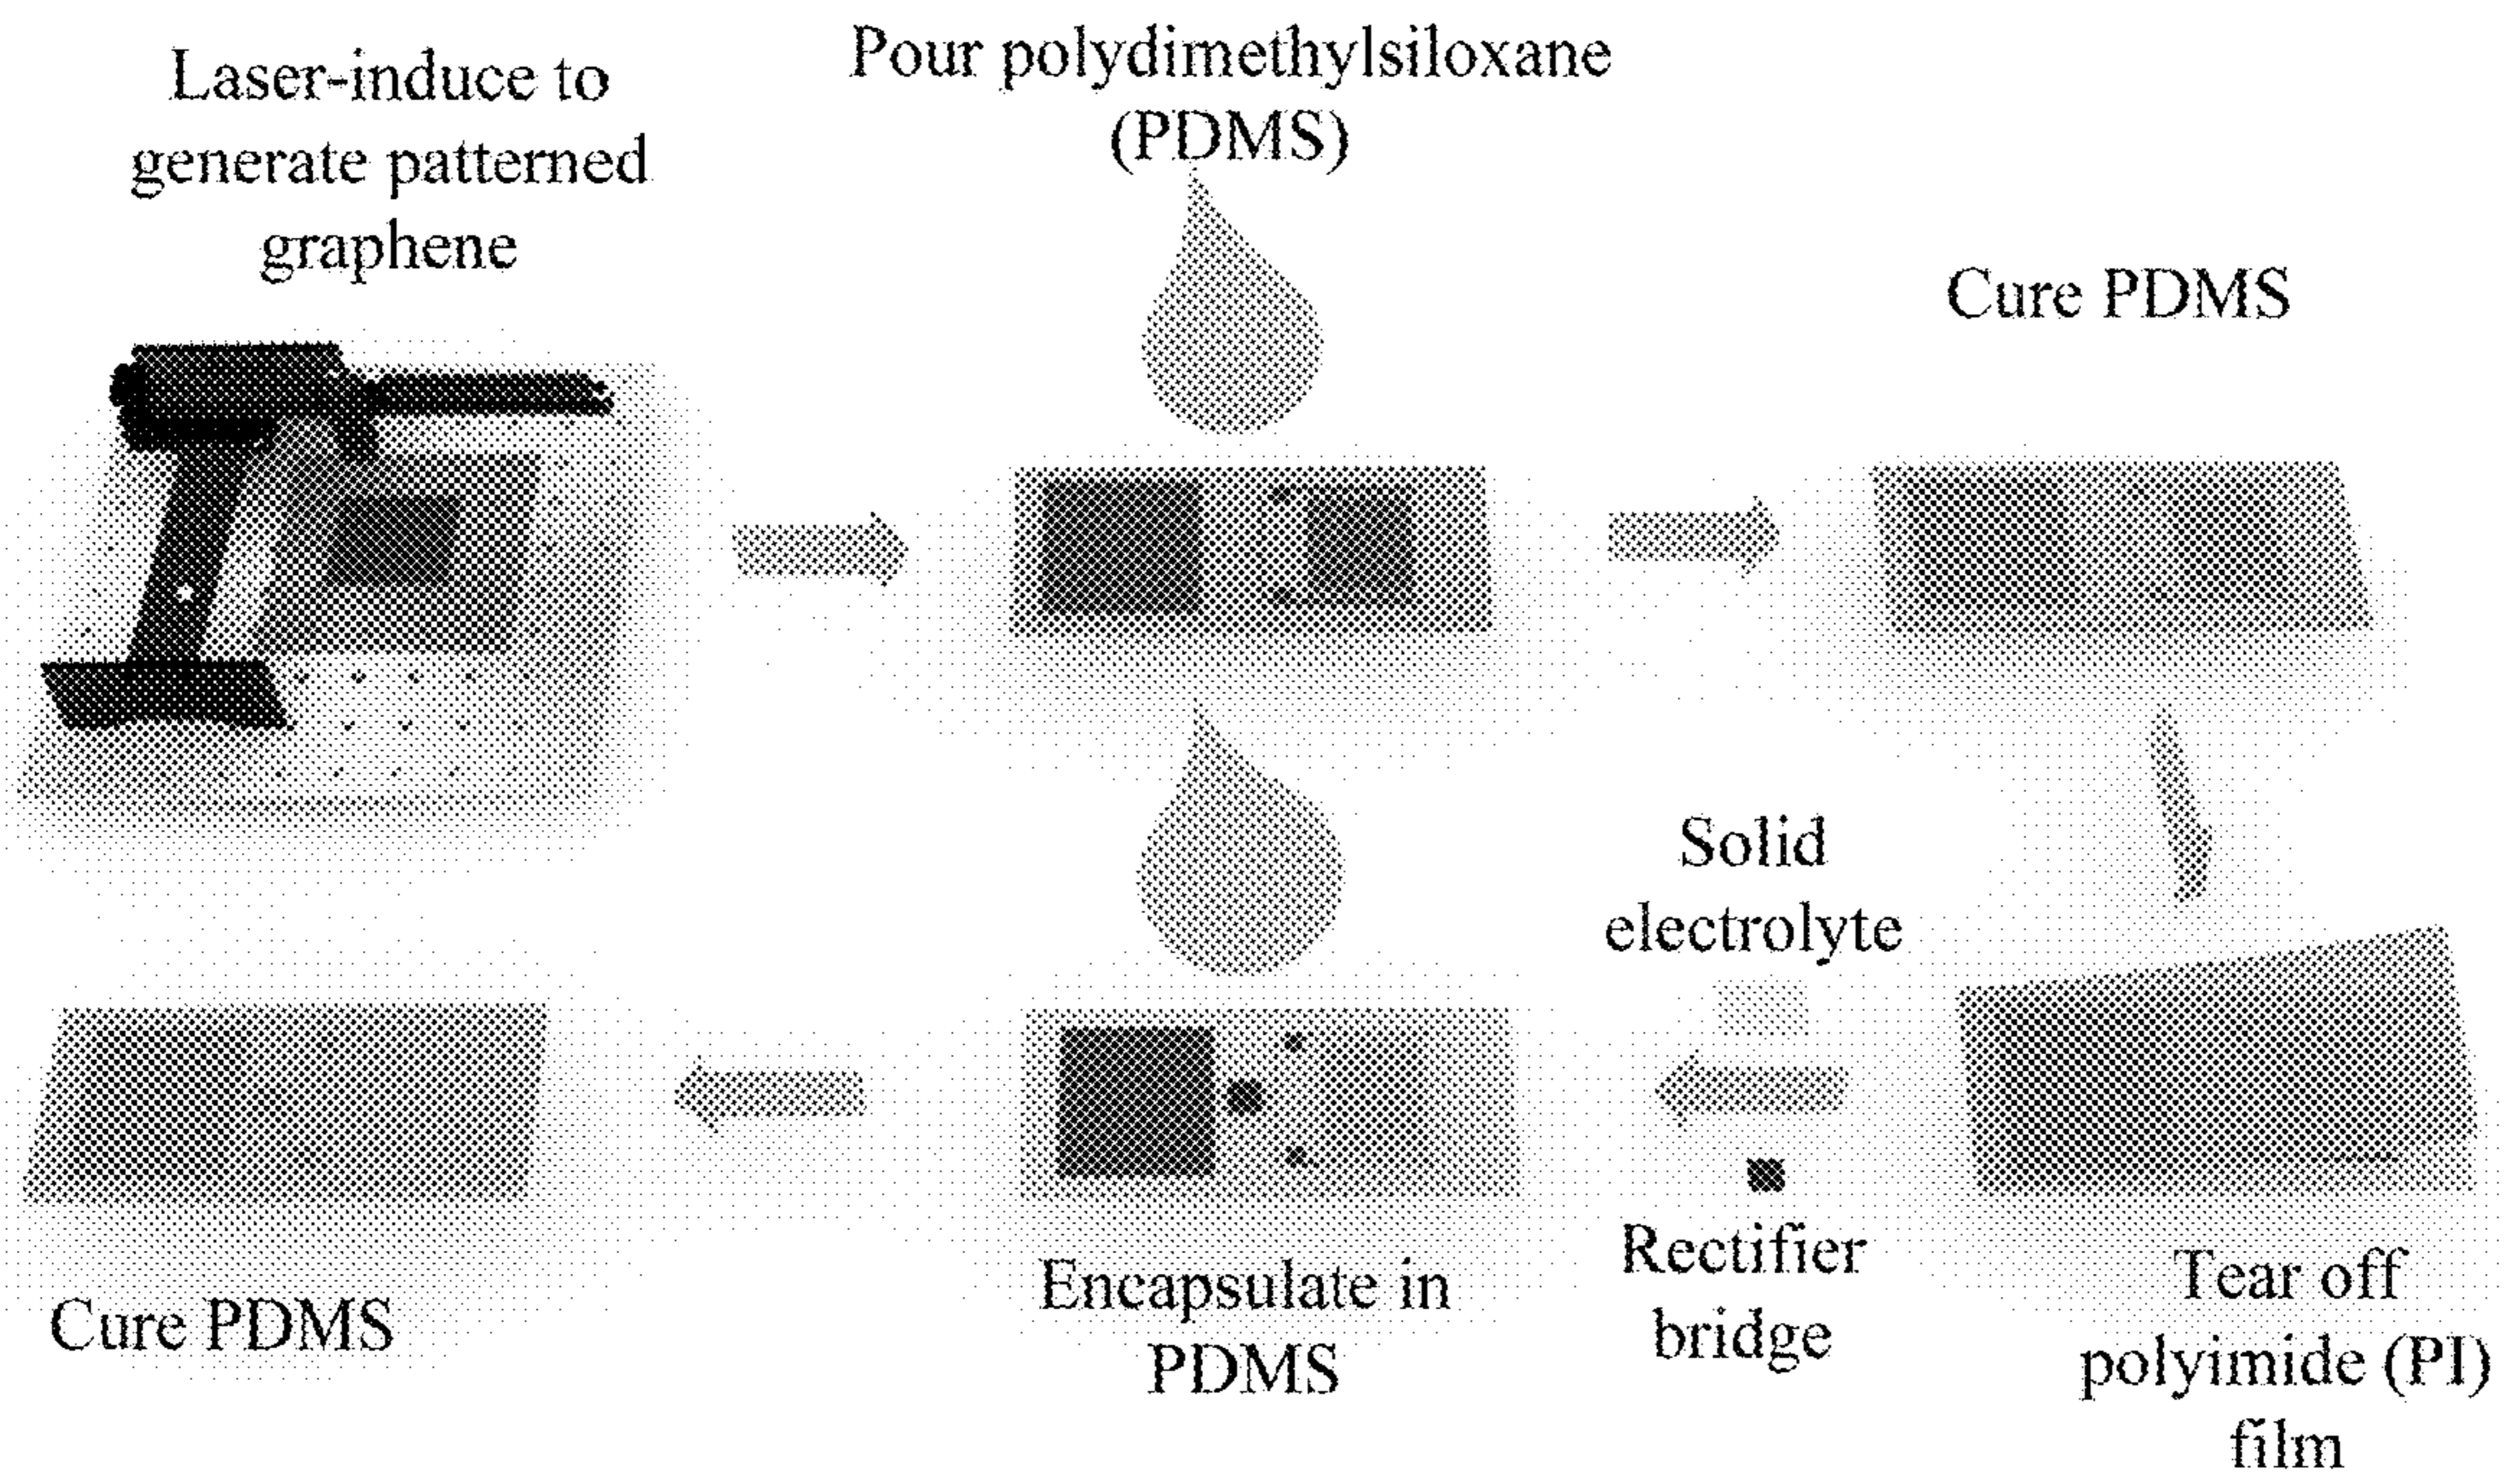 Laser-induce to
generate patterned
graphene
Pour polydimethylsiloxane
(PDMS)
Cure PDMS
Solid
electrolyte
Rectifier
bridge
Tear off
polyimide (PI)
film
Encapsulate in
PDMS
Cure PDMS